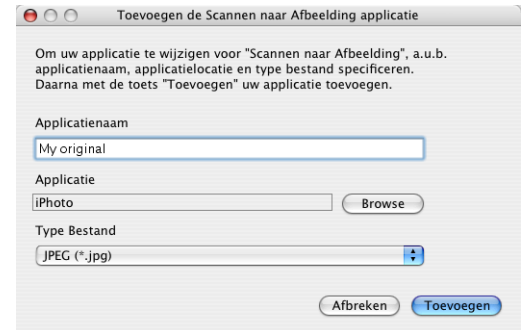 Toevoegen de Scannen naar Afbeelding applicatie
Om uw applicatie te wijzigen voor "Scannen naar Afbeelding", a.u.b.
applicatienaam, applicatielocatie en type bestand specificeren.
Daarna met de toets "Toevoegen" uw applicatie toevoegen.
Applicatienaam
My original
Applicatie
iPhoto
Browse
Type Bestand
JPEG (*.jpg)
Afbreken
Toevoegen